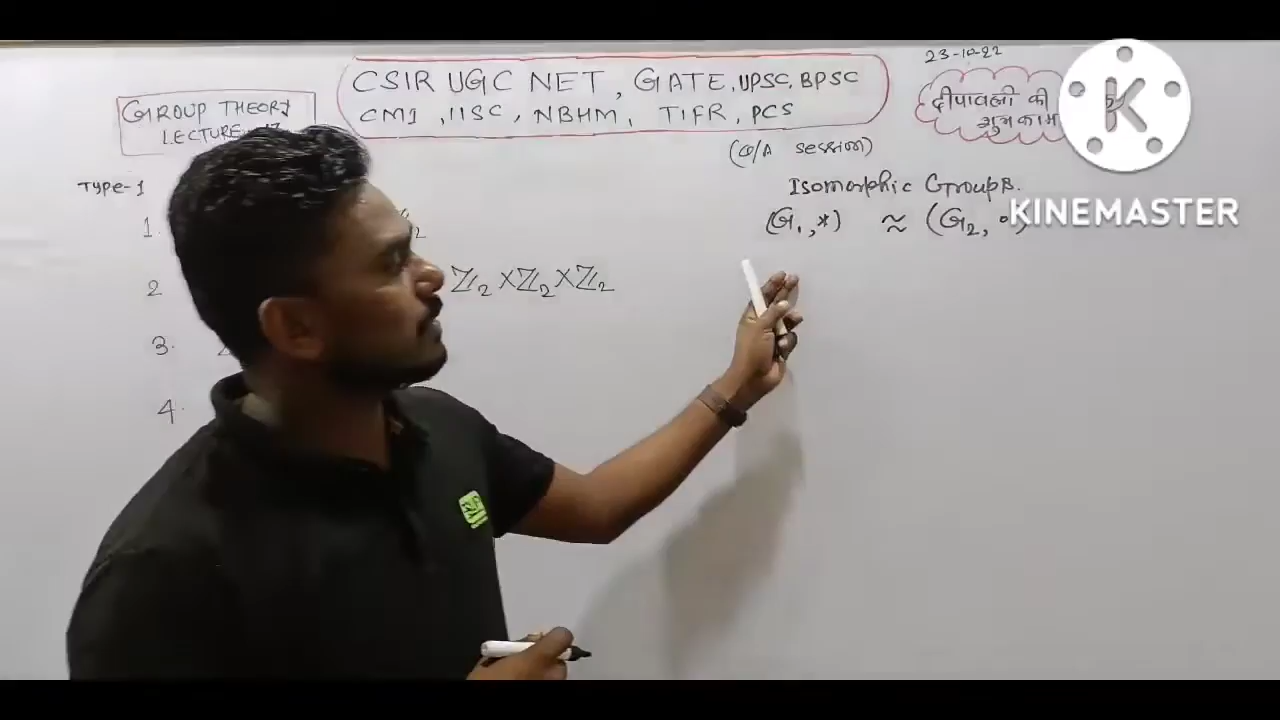 GROUP THEORY
LECTURE
CSIR UGC NET, GATE, UPSC, BPSC
CMI, IISC, NBHM, TIFR, PCS
(Q/A session)
23-10-22
दीपावली की
KINEMASTER
TYPE-1
Isomorphic Groups.
(G₁, *) ≈ (G₂, 
1.
2 ℤ₂ × ℤ₂ × ℤ₂
3.
4.